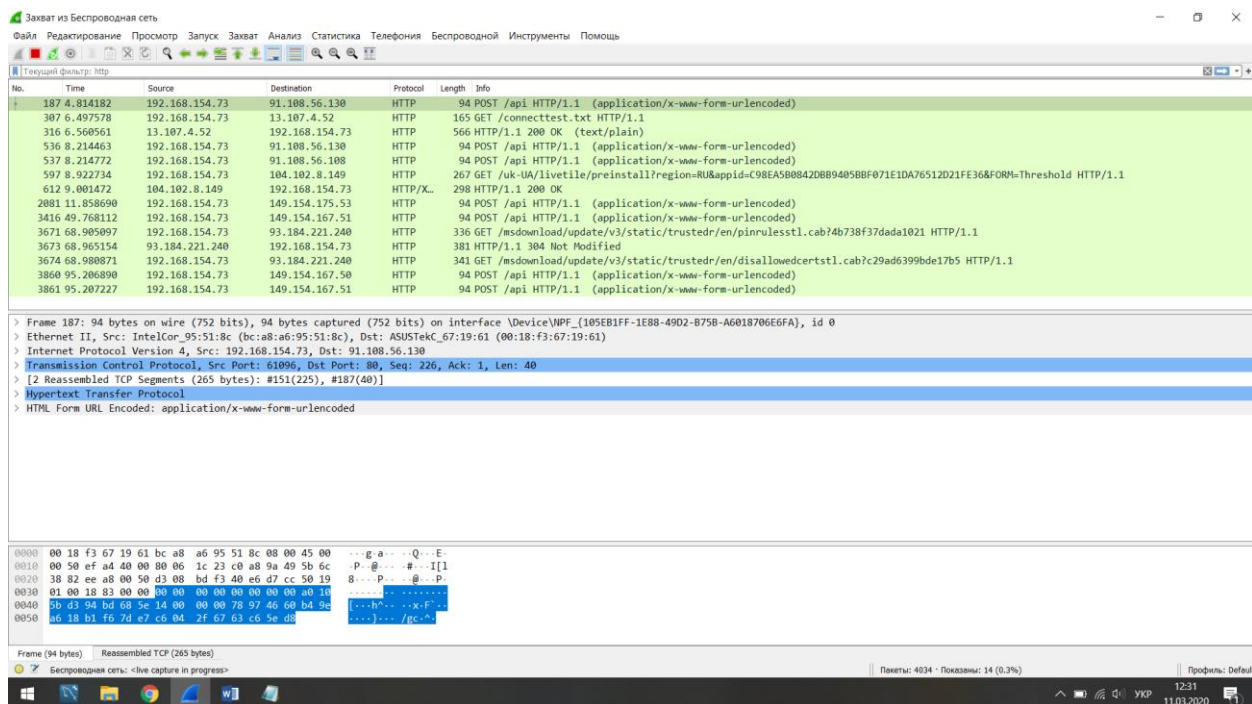 Захват из Беспроводная сеть
Файл Редактирование Просмотр Запуск Захват Анализ Статистика Телефония Беспроводной Инструменты Помощь
Текущий фильтр: http
No. Time Source Destination Protocol Length Info
187 4.814182 192.168.154.73 91.108.56.130 HTTP 94 POST /api HTTP/1.1 (application/x-www-form-urlencoded)
307 6.497578 192.168.154.73 13.107.4.52 HTTP 165 GET /connecttest.txt HTTP/1.1
316 6.560561 13.107.4.52 192.168.154.73 HTTP 566 HTTP/1.1 200 OK (text/plain)
536 8.214463 192.168.154.73 91.108.56.130 HTTP 94 POST /api HTTP/1.1 (application/x-www-form-urlencoded)
537 8.214772 192.168.154.73 91.108.56.108 HTTP 94 POST /api HTTP/1.1 (application/x-www-form-urlencoded)
597 8.922734 192.168.154.73 104.102.8.149 HTTP 267 GET /uk-UA/livetile/preinstall?region=RU&appid=C98EA5B0842DBB9405BBF071E1DA76512D21FE36&FORM=Threshold HTTP/1.1
612 9.001472 104.102.8.149 192.168.154.73 HTTP/X… 298 HTTP/1.1 200 OK
2081 11.858690 192.168.154.73 149.154.175.53 HTTP 94 POST /api HTTP/1.1 (application/x-www-form-urlencoded)
3416 49.768112 192.168.154.73 149.154.167.51 HTTP 94 POST /api HTTP/1.1 (application/x-www-form-urlencoded)
3671 68.905097 192.168.154.73 93.184.221.240 HTTP 336 GET /msdownload/update/v3/static/trustedr/en/pinrulesstl.cab?4b738f37dada1021 HTTP/1.1
3673 68.965154 93.184.221.240 192.168.154.73 HTTP 381 HTTP/1.1 304 Not Modified
3674 68.980871 192.168.154.73 93.184.221.240 HTTP 341 GET /msdownload/update/v3/static/trustedr/en/disallowedcertstl.cab?c29ad6399bde17b5 HTTP/1.1
3860 95.206890 192.168.154.73 149.154.167.50 HTTP 94 POST /api HTTP/1.1 (application/x-www-form-urlencoded)
3861 95.207227 192.168.154.73 149.154.167.51 HTTP 94 POST /api HTTP/1.1 (application/x-www-form-urlencoded)
> Frame 187: 94 bytes on wire (752 bits), 94 bytes captured (752 bits) on interface \Device\NPF_{105EB1FF-1E88-49D2-B75B-A6018706E6FA}, id 0
> Ethernet II, Src: IntelCor_95:51:8c (bc:a8:a6:95:51:8c), Dst: ASUSTekC_67:19:61 (00:18:f3:67:19:61)
> Internet Protocol Version 4, Src: 192.168.154.73, Dst: 91.108.56.130
> Transmission Control Protocol, Src Port: 61096, Dst Port: 80, Seq: 226, Ack: 1, Len: 40
> [2 Reassembled TCP Segments (265 bytes): #151(225), #187(40)]
> Hypertext Transfer Protocol
> HTML Form URL Encoded: application/x-www-form-urlencoded
0000 00 18 f3 67 19 61 bc a8 a6 95 51 8c 08 00 45 00 ···g·a·· ··Q···E·
0010 00 50 ef a4 40 00 80 06 1c 23 c0 a8 9a 49 5b 6c ·P··@··· ·#···I[l
0020 38 82 ee a8 00 50 d3 08 bd f3 40 e6 d7 cc 50 19 8····P·· ··@···P·
0030 01 00 18 83 00 00 00 00 00 00 00 00 00 00 a0 10 ········ ········
0040 5b d3 94 bd 68 5e 14 00 00 00 78 97 46 60 b4 9e [···h^·· ··x·F`··
0050 a6 18 b1 f6 7d e7 c6 04 2f 67 63 c6 5e d8 ····}··· /gc·^·
Frame (94 bytes) Reassembled TCP (265 bytes)
Беспроводная сеть: <live capture in progress> Пакеты: 4034 · Показаны: 14 (0.3%) Профиль: Defaul
УКР 12:31
11.03.2020